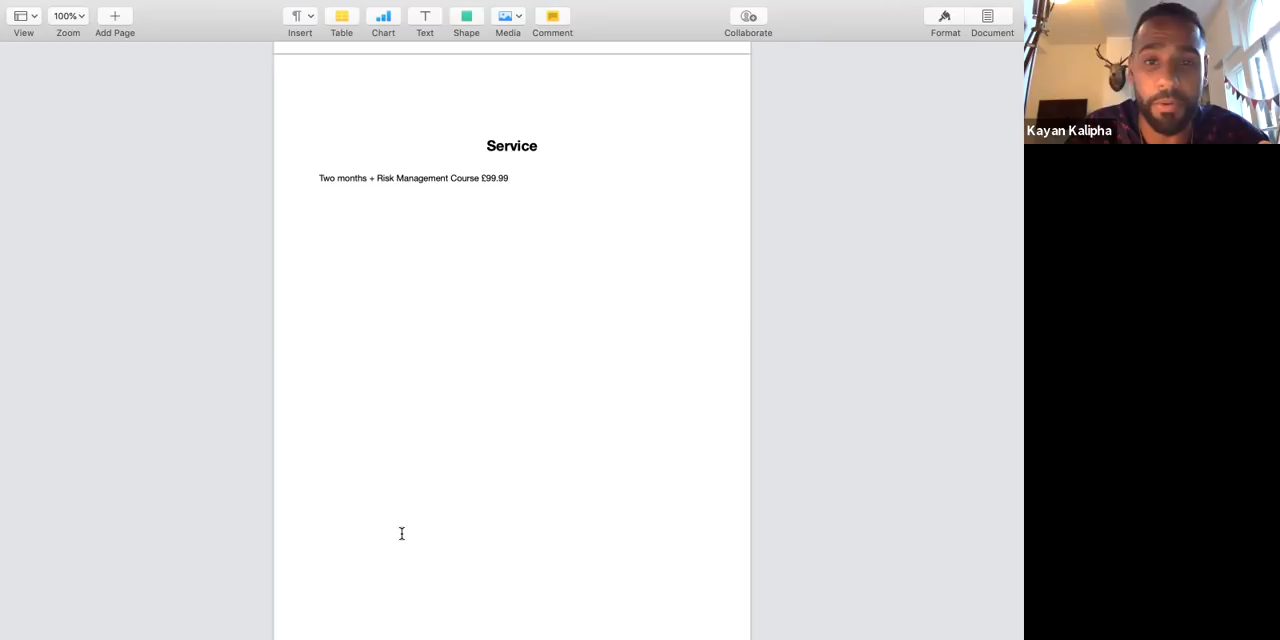 View
100%
Zoom
Add Page
Insert
Table
Chart
Text
Shape
Media
Comment
Collaborate
Format
Document
Kayan Kalipha
Service
Two months + Risk Management Course £99.99